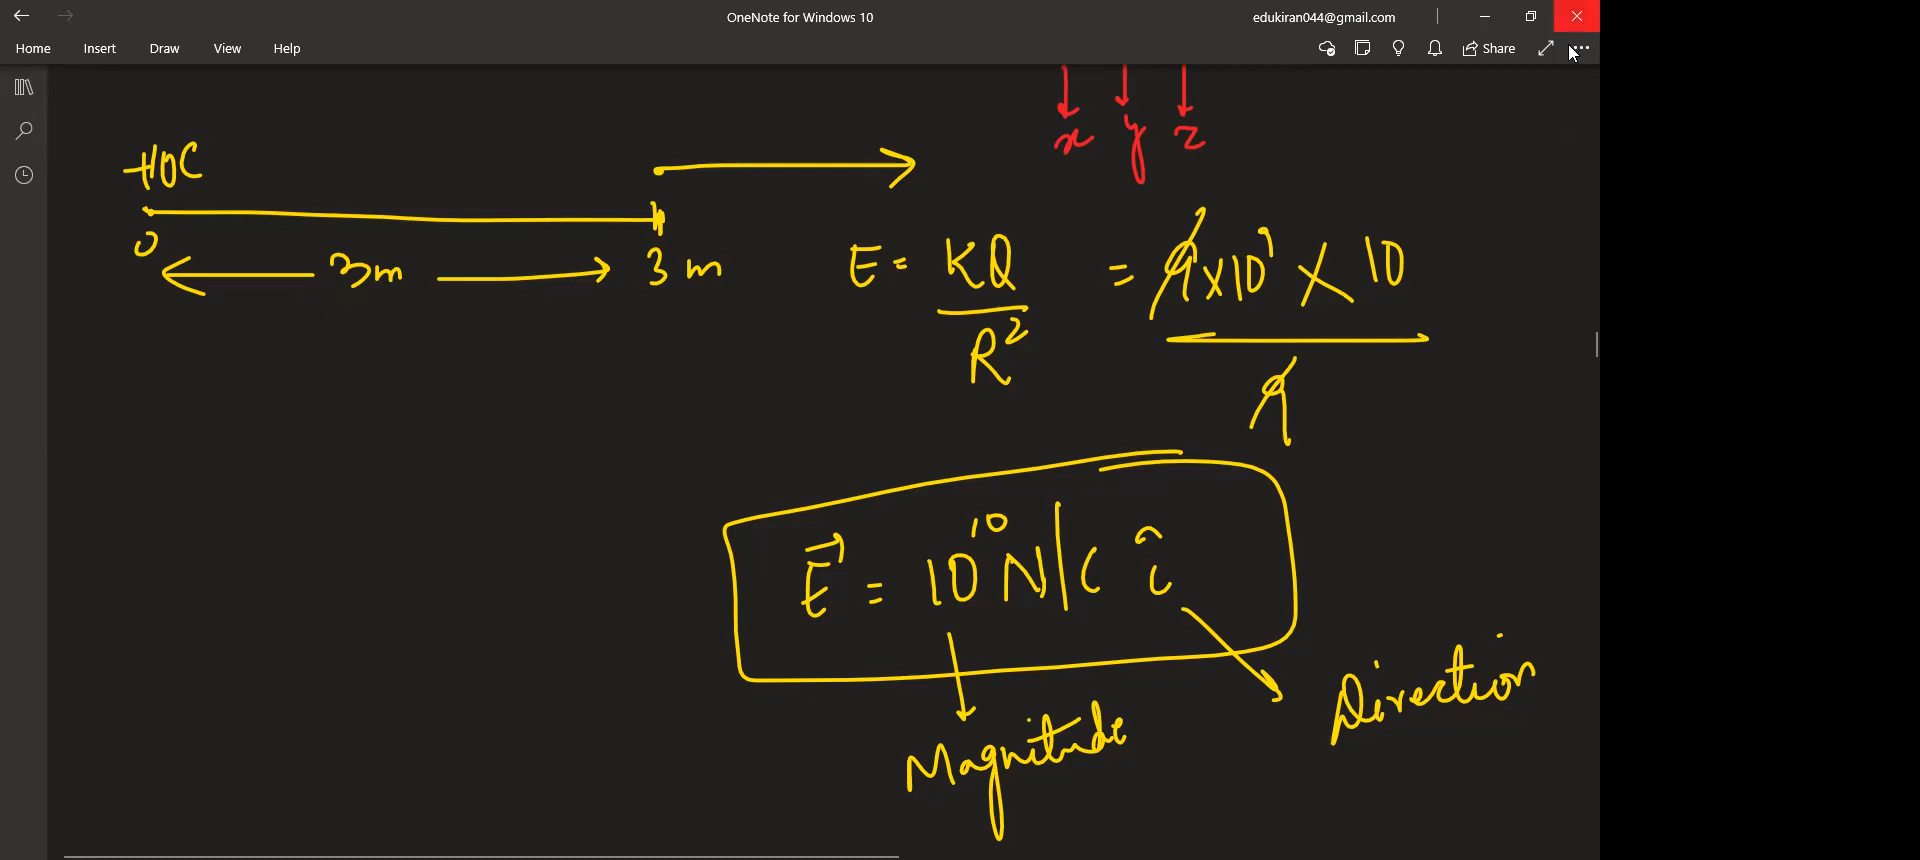 OneNote for Windows 10
edukiran044@gmail.com
Home Insert Draw View Help
Share
x y z
+10C
0
3m
3 m
E = KQ / R² = 9x10⁹ X 10 / 9
E⃗ = 10¹⁰ N/C î
Magnitude
Direction